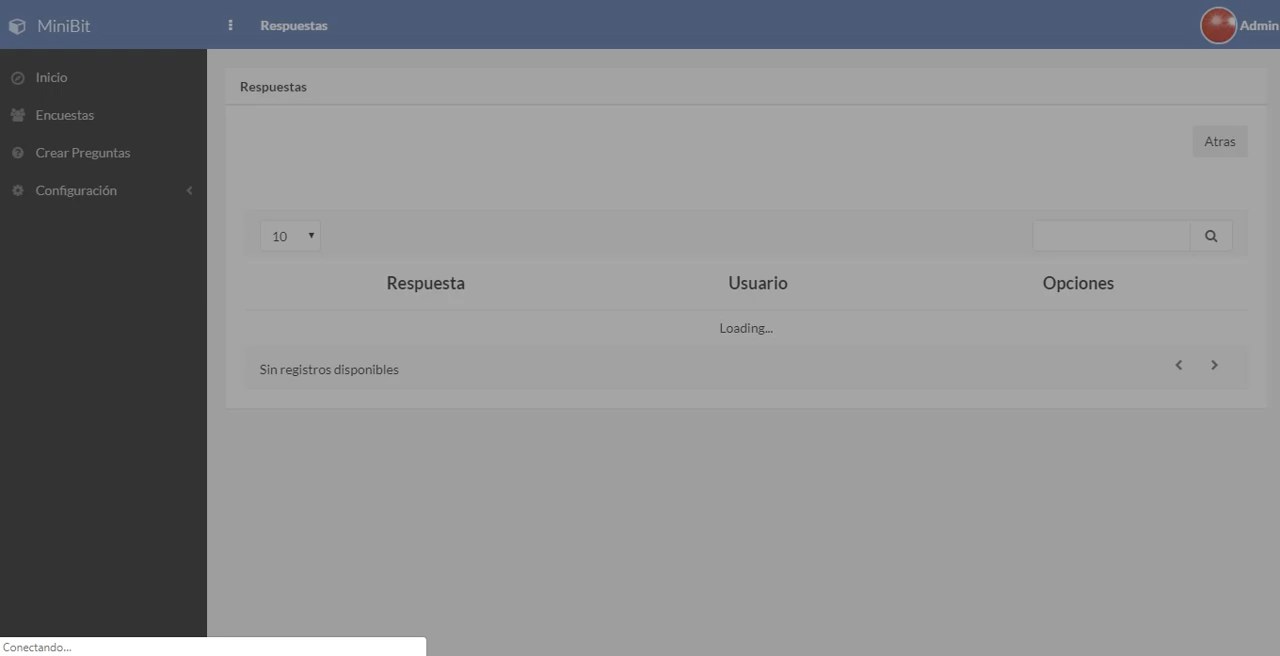 MiniBit
Respuestas
Admin
Inicio
Encuestas
Crear Preguntas
Configuración
Respuestas
Atras
10
Respuesta Usuario Opciones
Loading...
Sin registros disponibles
Conectando...